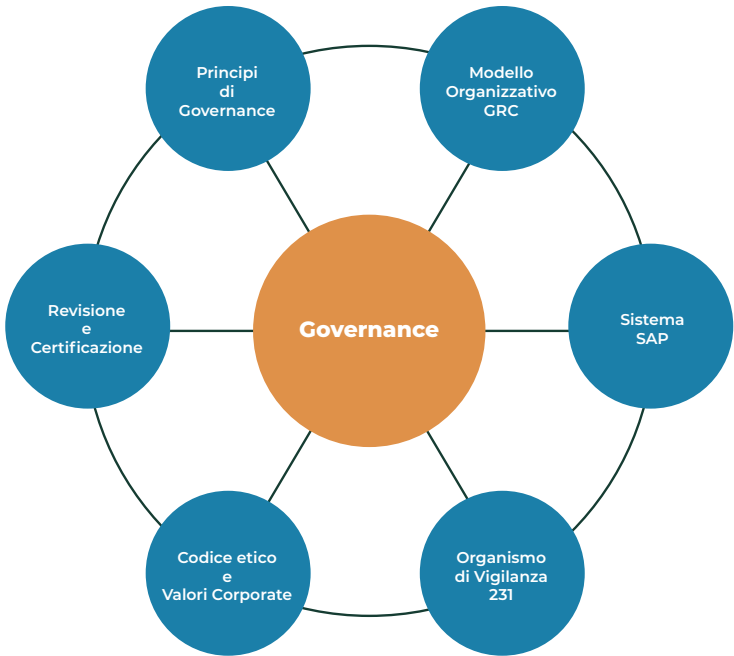 Principi
di
Governance
Modello
Organizzativo
GRC
Revisione
e
Certificazione
Governance
Sistema
SAP
Codice etico
e
Valori Corporate
Organismo
di Vigilanza
231